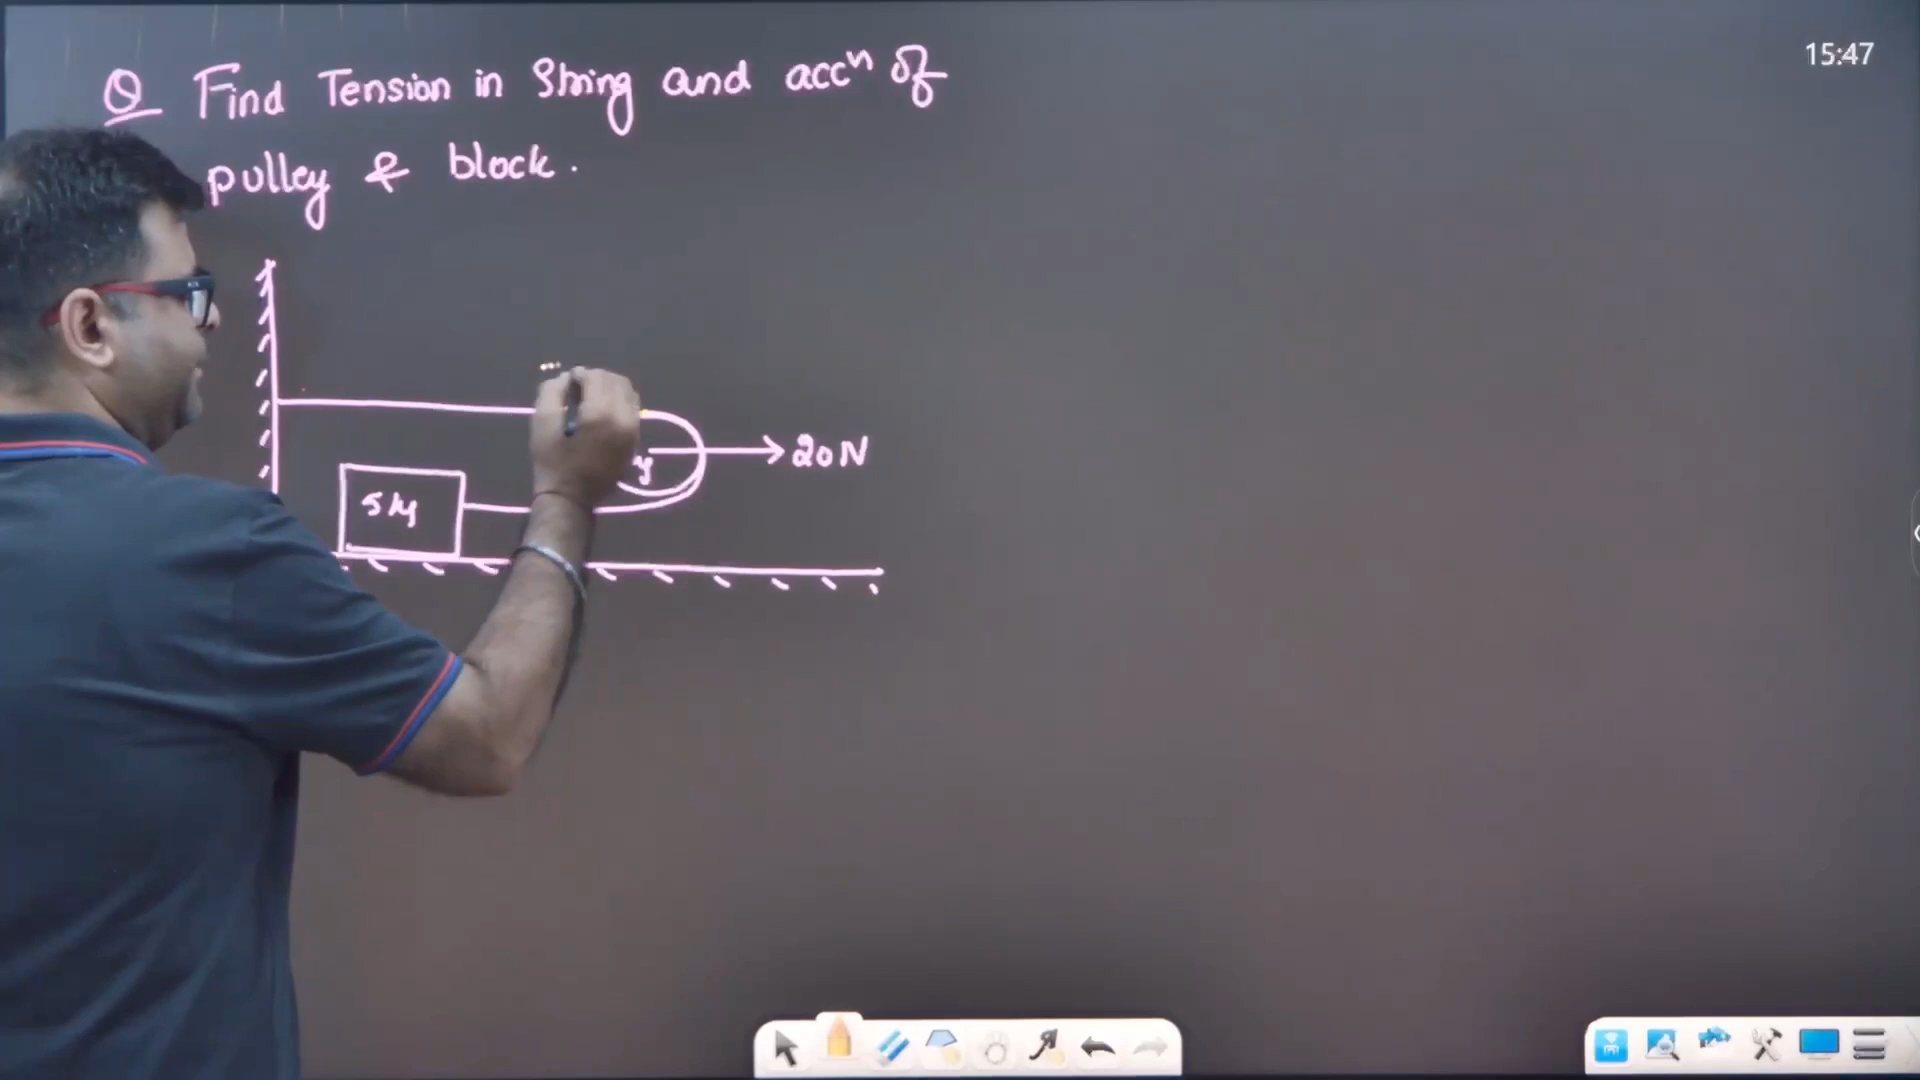 15:47
Q Find Tension in String and accⁿ of
pulley & block.
20N
5kg